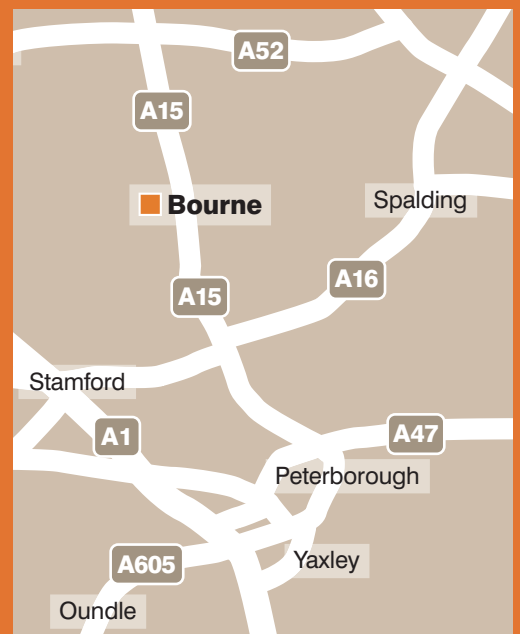 A52
A15
Bourne
Spalding
A16
A15
Stamford
A1
A47
Peterborough
A605
Yaxley
Oundle